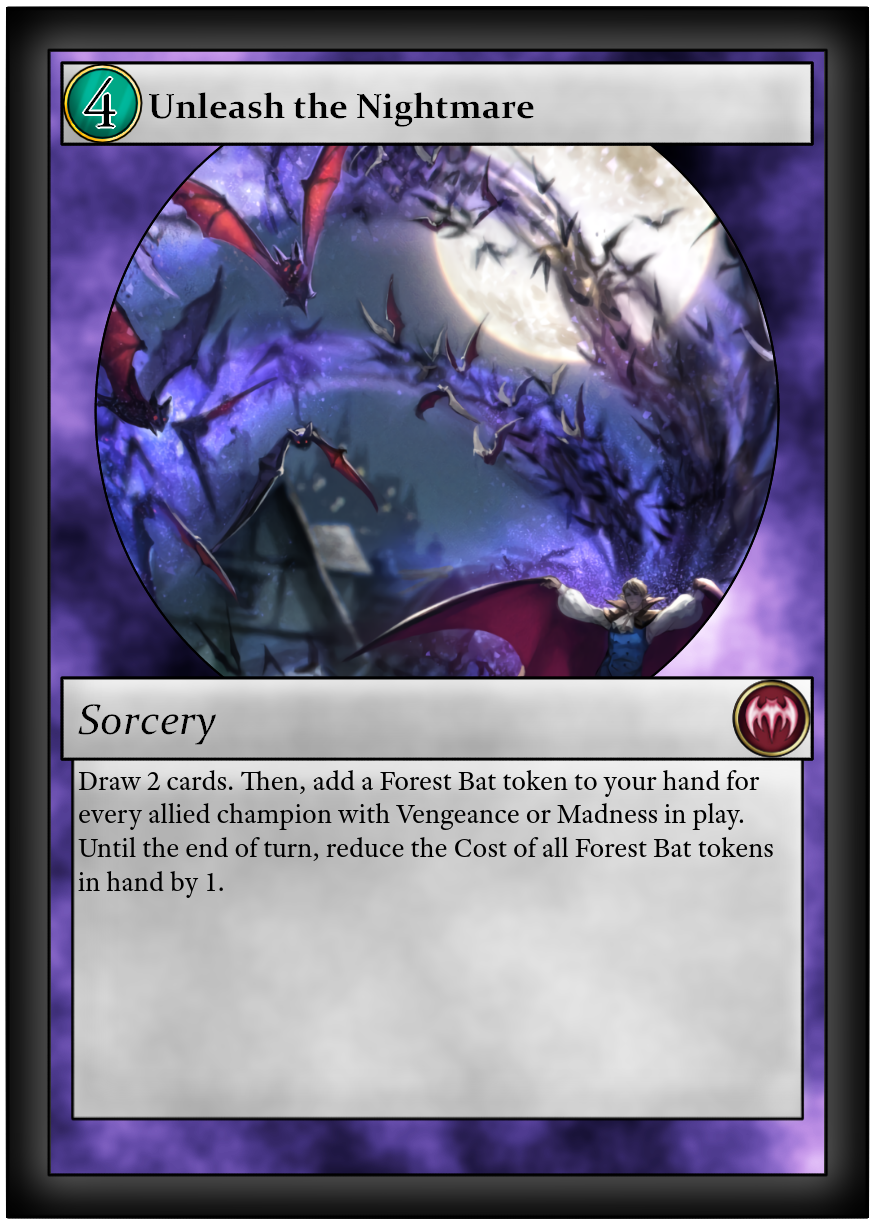 4 Unleash the Nightmare
Sorcery
Draw 2 cards. Then, add a Forest Bat token to your hand for
every allied champion with Vengeance or Madness in play.
Until the end of turn, reduce the Cost of all Forest Bat tokens
in hand by 1.